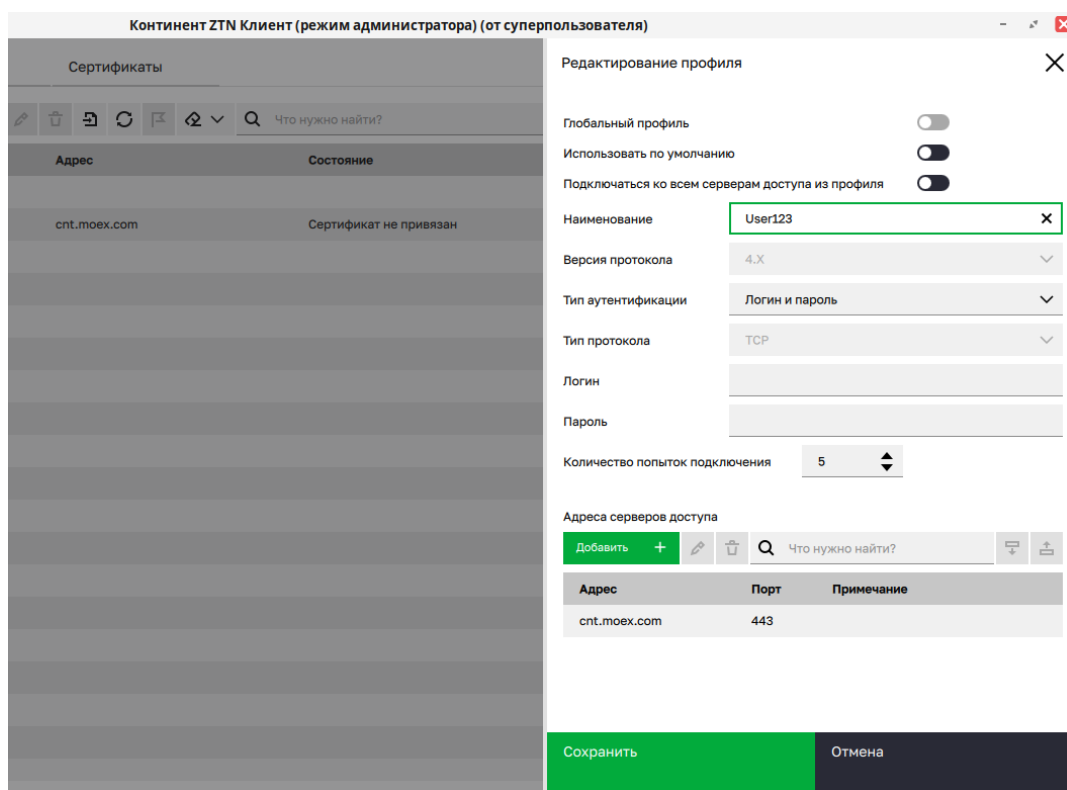 Континент ZTN Клиент (режим администратора) (от суперпользователя)
Сертификаты
Что нужно найти?
Адрес Состояние
cnt.moex.com Сертификат не привязан
Редактирование профиля
Глобальный профиль
Использовать по умолчанию
Подключаться ко всем серверам доступа из профиля
Наименование User123
Версия протокола 4.X
Тип аутентификации Логин и пароль
Тип протокола TCP
Логин
Пароль
Количество попыток подключения 5
Адреса серверов доступа
Добавить + Что нужно найти?
Адрес Порт Примечание
cnt.moex.com 443
Сохранить Отмена